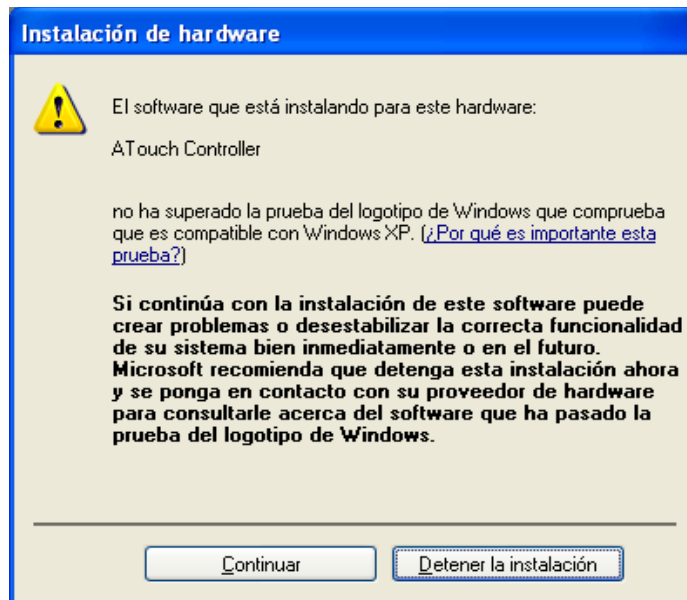 Instalación de hardware
El software que está instalando para este hardware:
ATouch Controller
no ha superado la prueba del logotipo de Windows que comprueba
que es compatible con Windows XP. (¿Por qué es importante esta
prueba?)
Si continúa con la instalación de este software puede
crear problemas o desestabilizar la correcta funcionalidad
de su sistema bien inmediatamente o en el futuro.
Microsoft recomienda que detenga esta instalación ahora
y se ponga en contacto con su proveedor de hardware
para consultarle acerca del software que ha pasado la
prueba del logotipo de Windows.
Continuar
Detener la instalación